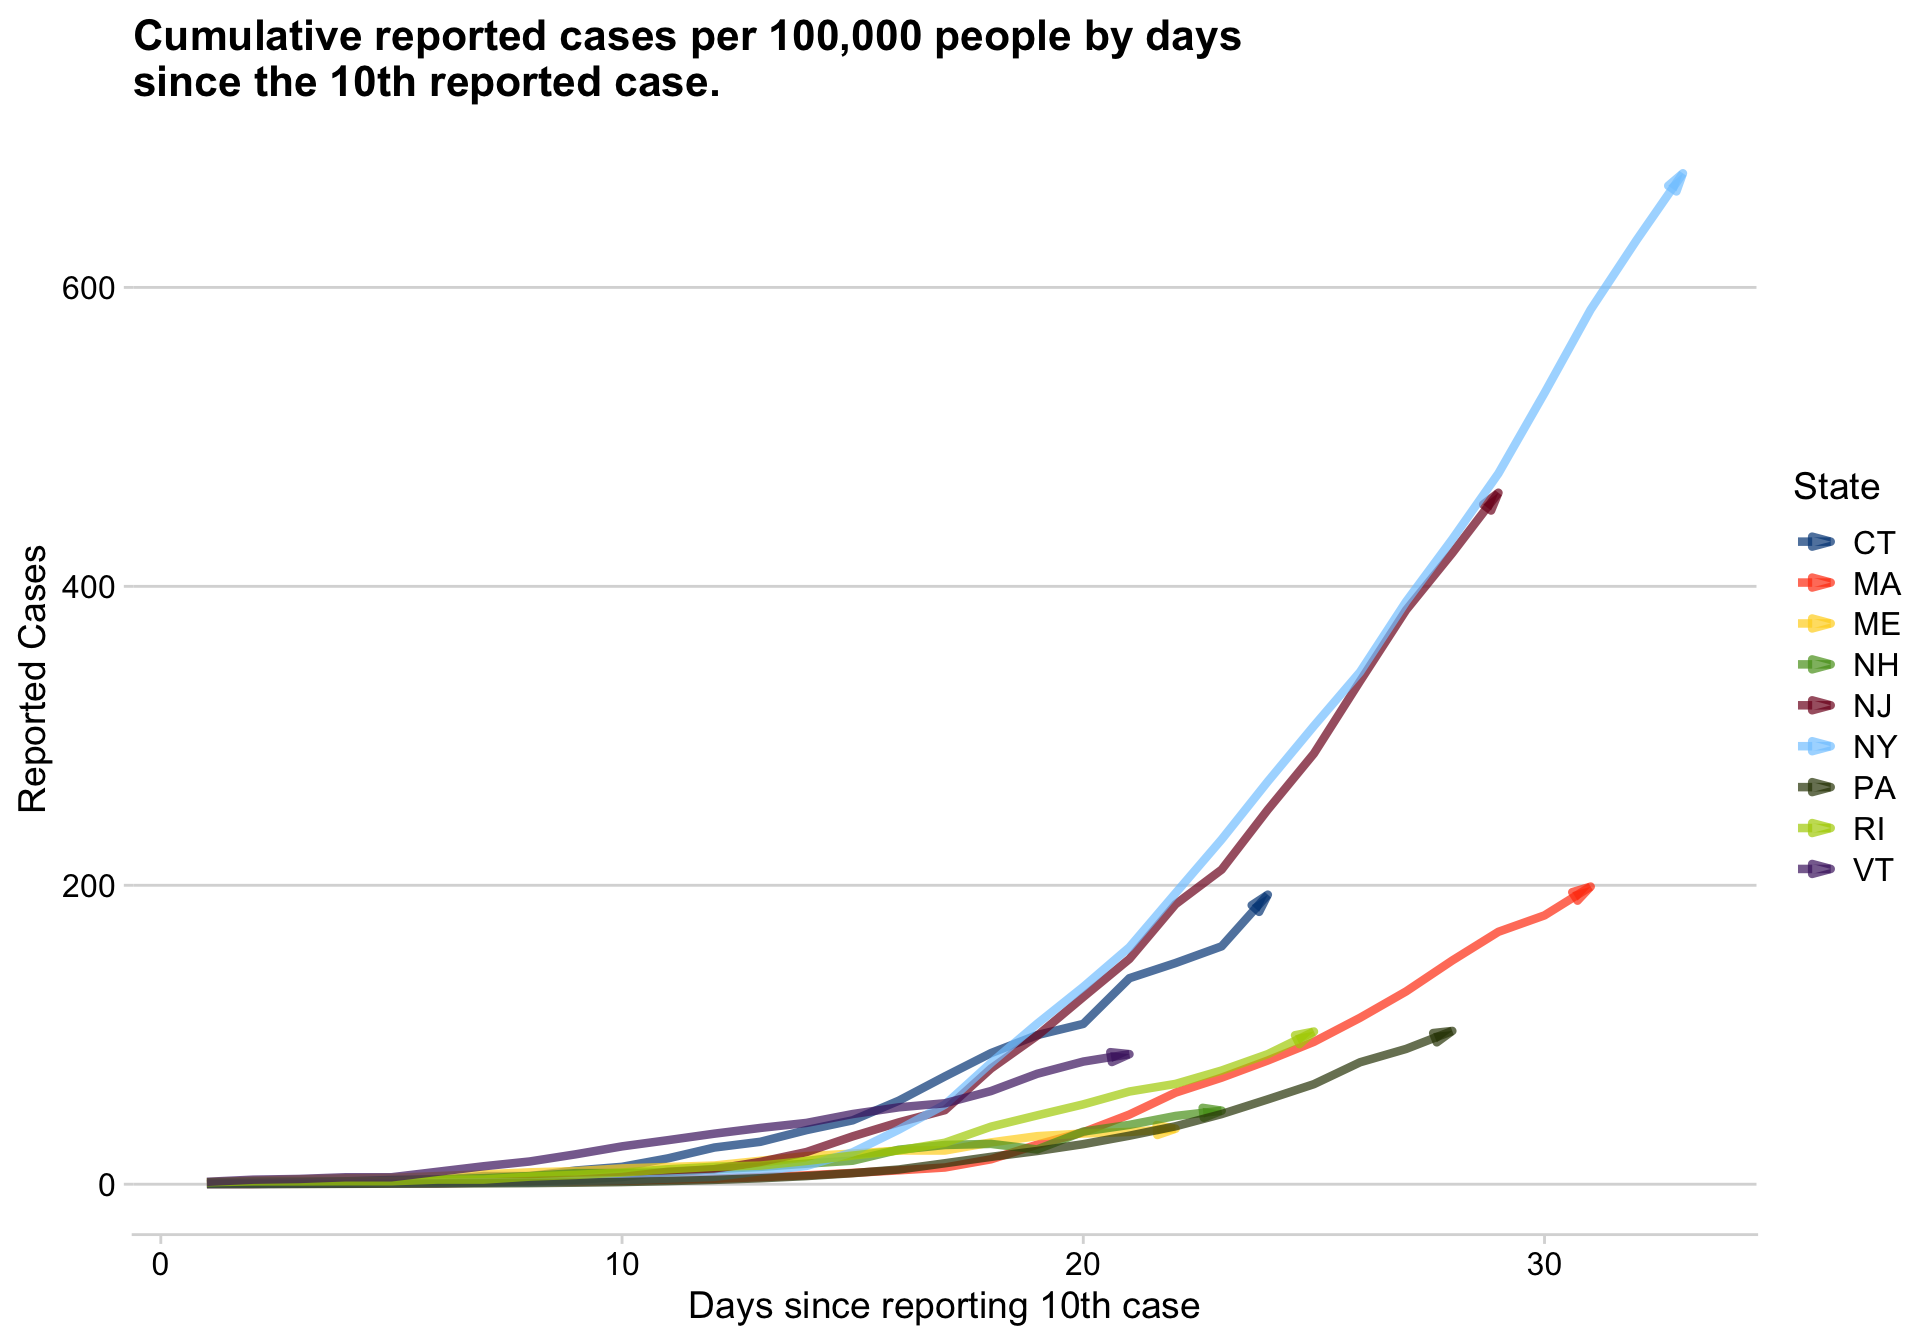 Cumulative reported cases per 100,000 people by days
since the 10th reported case.
Reported Cases
600
400
200
0
0 10 20 30
Days since reporting 10th case
State
CT
MA
ME
NH
NJ
NY
PA
RI
VT